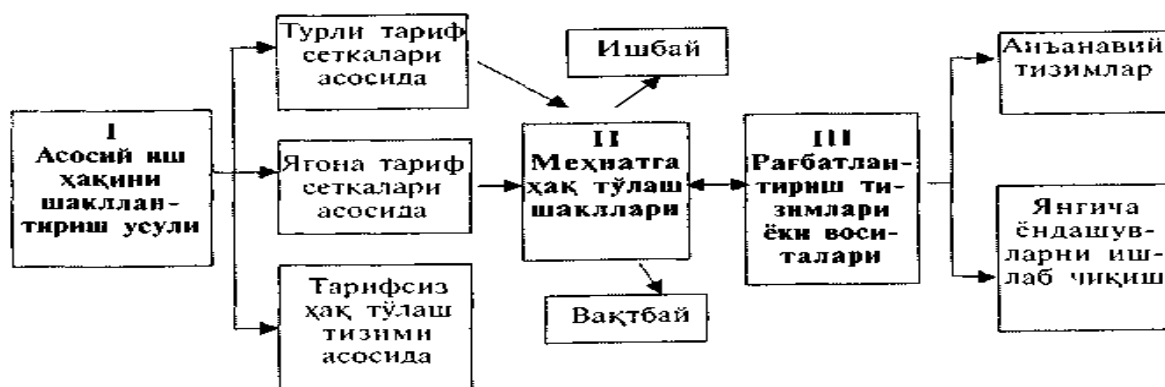 I
Асосий иш
ҳақини
шакллан-
тириш усули
Турли тариф
сеткалари
асосида
Ягона тариф
сеткалари
асосида
Тарифсиз
ҳақ тўлаш
тизими
асосида
Ишбай
II
Меҳнатга
ҳақ тўлаш
шакллари
Вақтбай
III
Рағбатлан-
тириш ти-
зимлари
ёки воси-
талари
Анъанавий
тизимлар
Янгича
ёндашув-
ларни иш-
лаб чиқиш